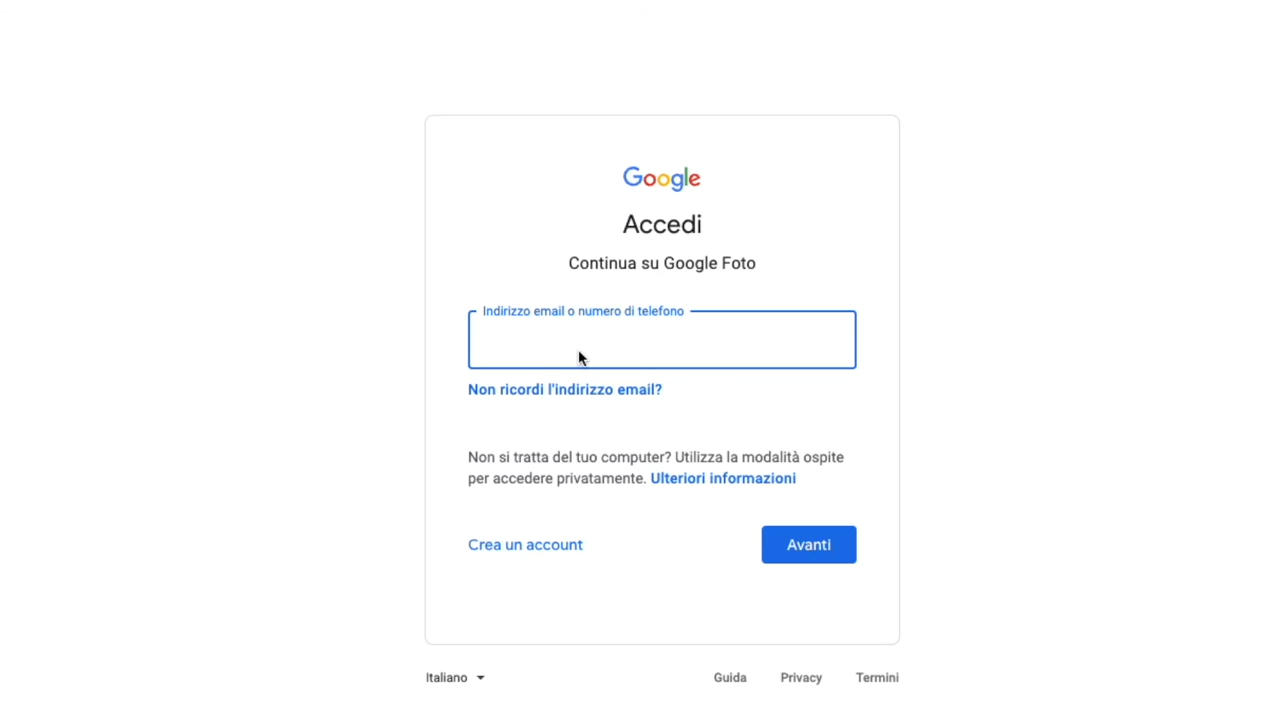 Google
Accedi
Continua su Google Foto
Indirizzo email o numero di telefono
Non ricordi l'indirizzo email?
Non si tratta del tuo computer? Utilizza la modalità ospite
per accedere privatamente. Ulteriori informazioni
Crea un account
Avanti
Italiano
Guida
Privacy
Termini